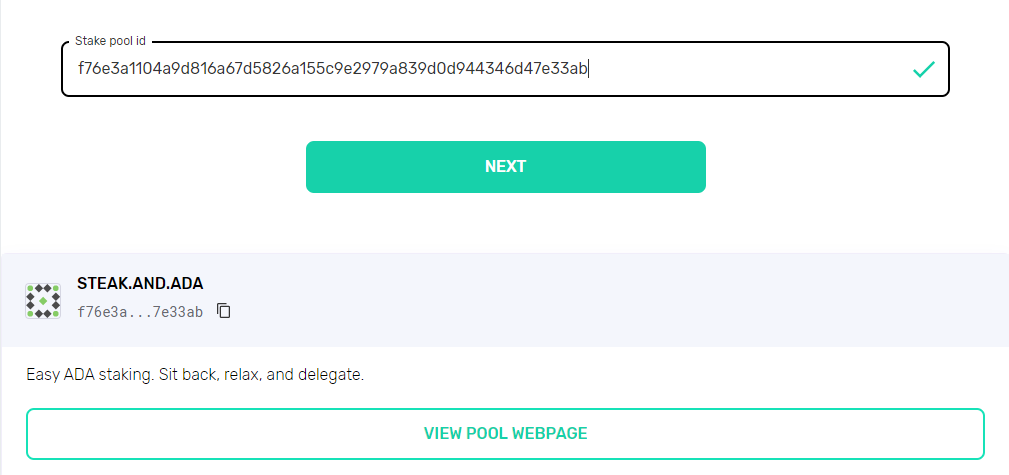 Stake pool id
f76e3a1104a9d816a67d5826a155c9e2979a839d0d944346d47e33ab
NEXT
STEAK.AND.ADA
f76e3a...7e33ab
Easy ADA staking. Sit back, relax, and delegate.
VIEW POOL WEBPAGE